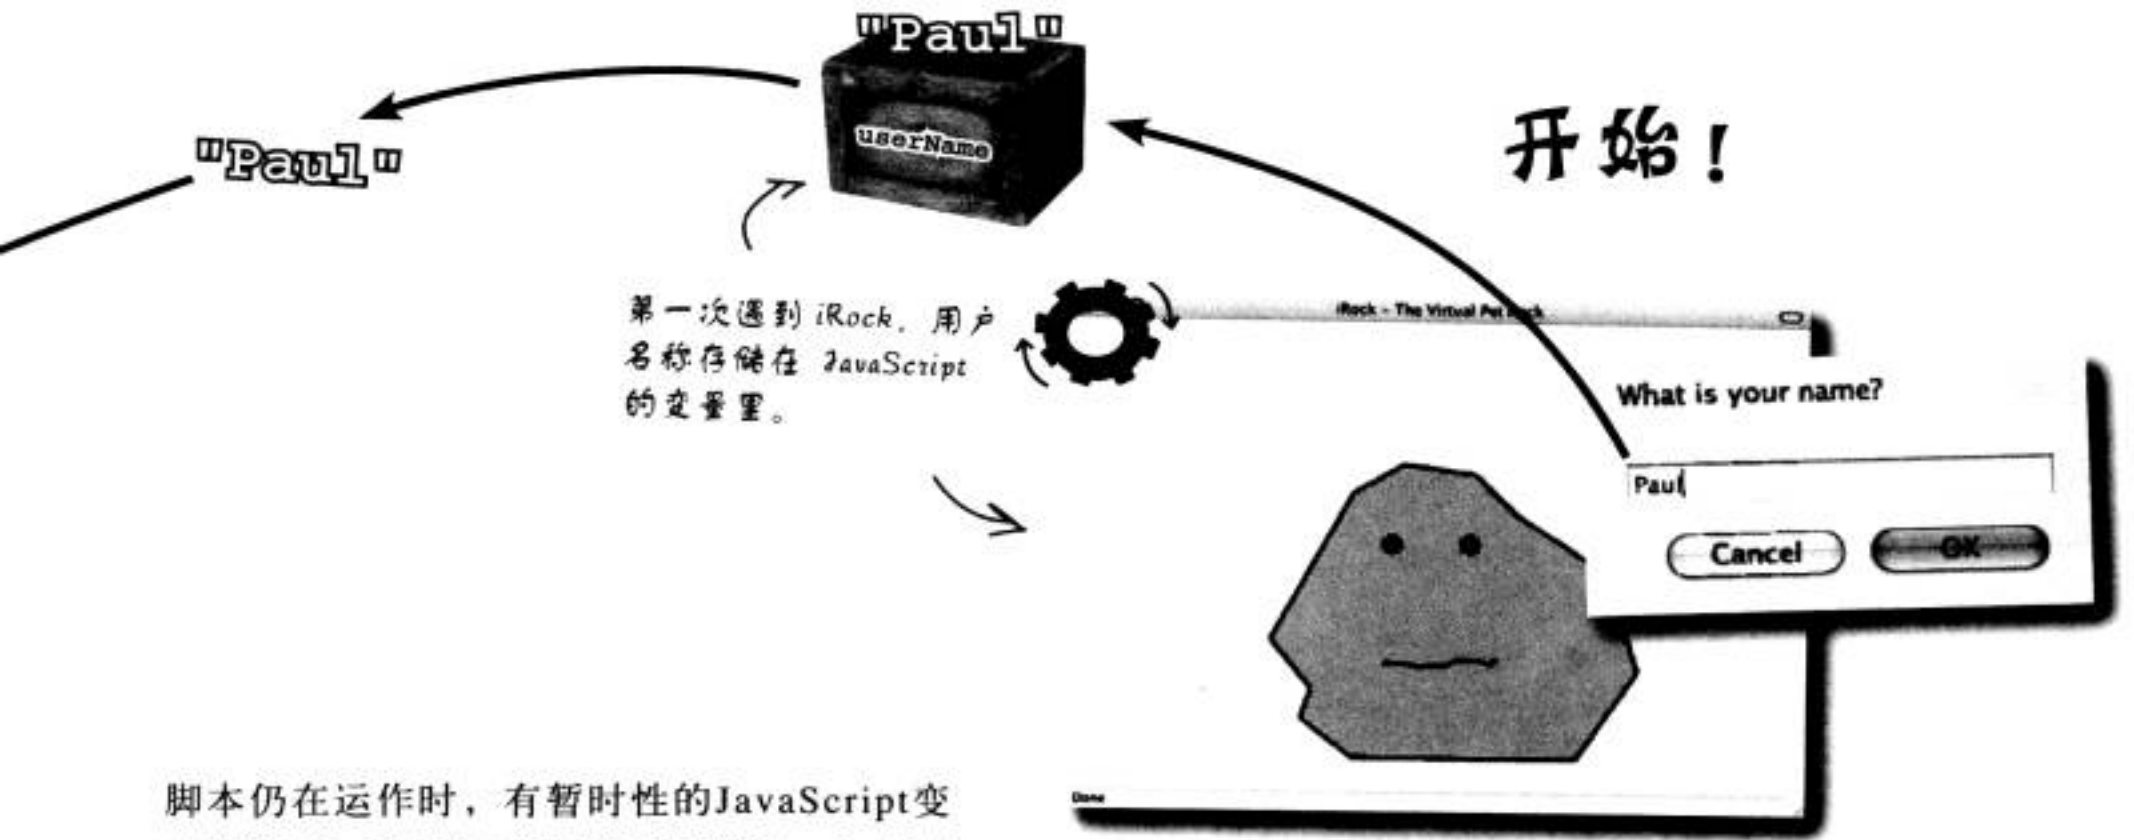 "Paul"
"Paul"
userName
开始！
第一次遇到 iRock，用户
名称存储在 JavaScript
的变量里。
iRock - The Virtual Pet Rock
What is your name?
Paul
Cancel
OK
Done
脚本仍在运作时，有暂时性的JavaScript变